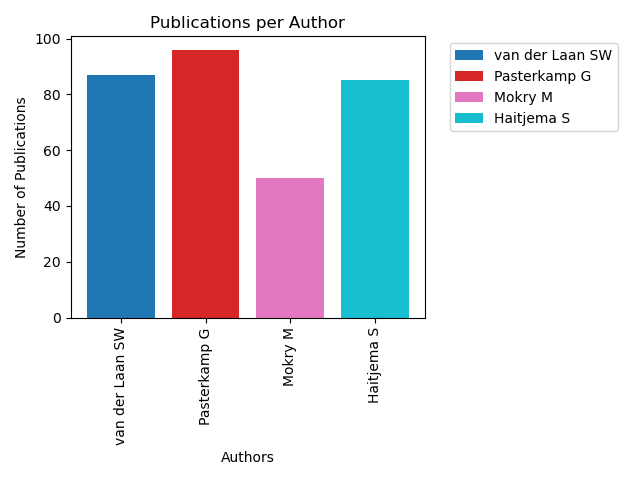 Publications per Author
Number of Publications
100
80
60
40
20
0
van der Laan SW
Pasterkamp G
Mokry M
Haitjema S
Authors
van der Laan SW
Pasterkamp G
Mokry M
Haitjema S